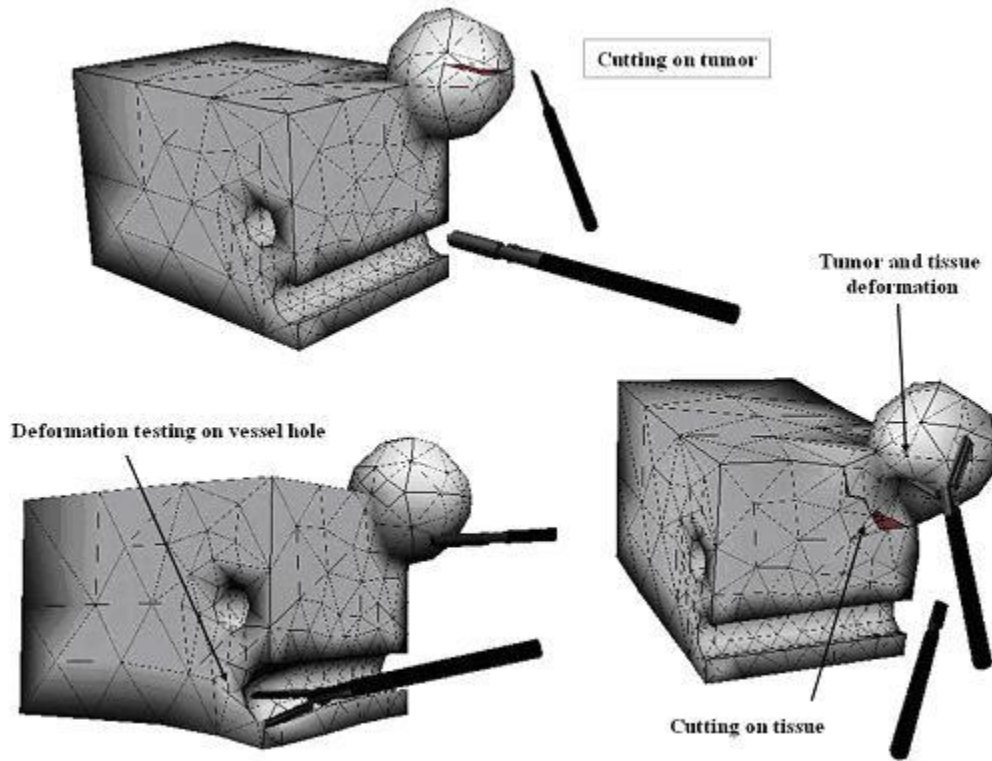 Cutting on tumor
Tumor and tissue
deformation
Deformation testing on vessel hole
Cutting on tissue